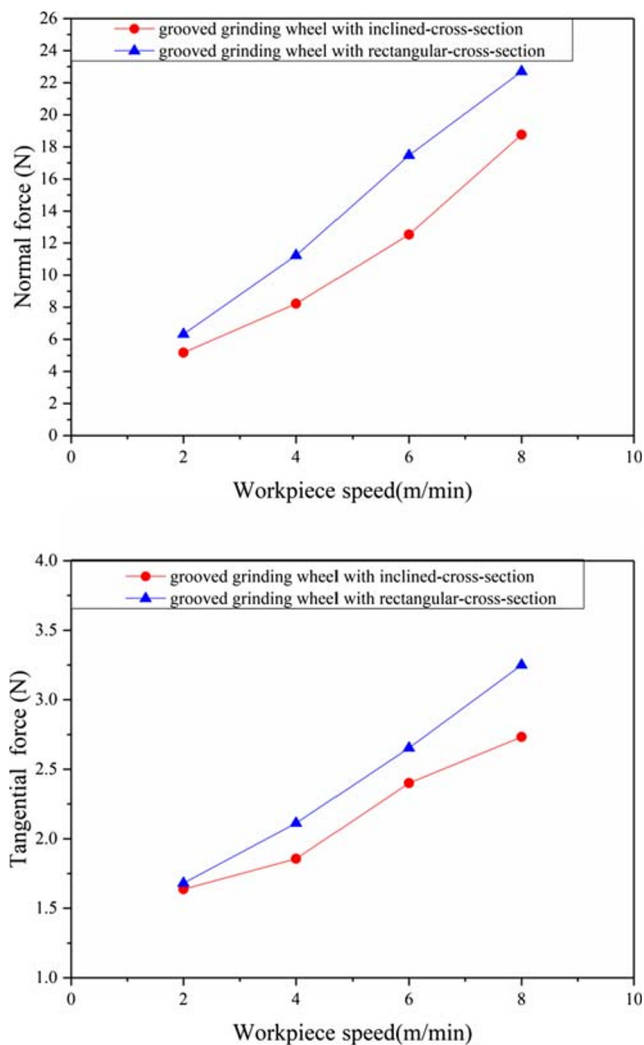 26
24
22
20
18
16
14
12
10
8
6
4
2
0
Normal force (N)
grooved grinding wheel with inclined-cross-section
grooved grinding wheel with rectangular-cross-section
0 2 4 6 8 10
Workpiece speed(m/min)
4.0
3.5
3.0
2.5
2.0
1.5
1.0
Tangential force (N)
grooved grinding wheel with inclined-cross-section
grooved grinding wheel with rectangular-cross-section
0 2 4 6 8 10
Workpiece speed(m/min)